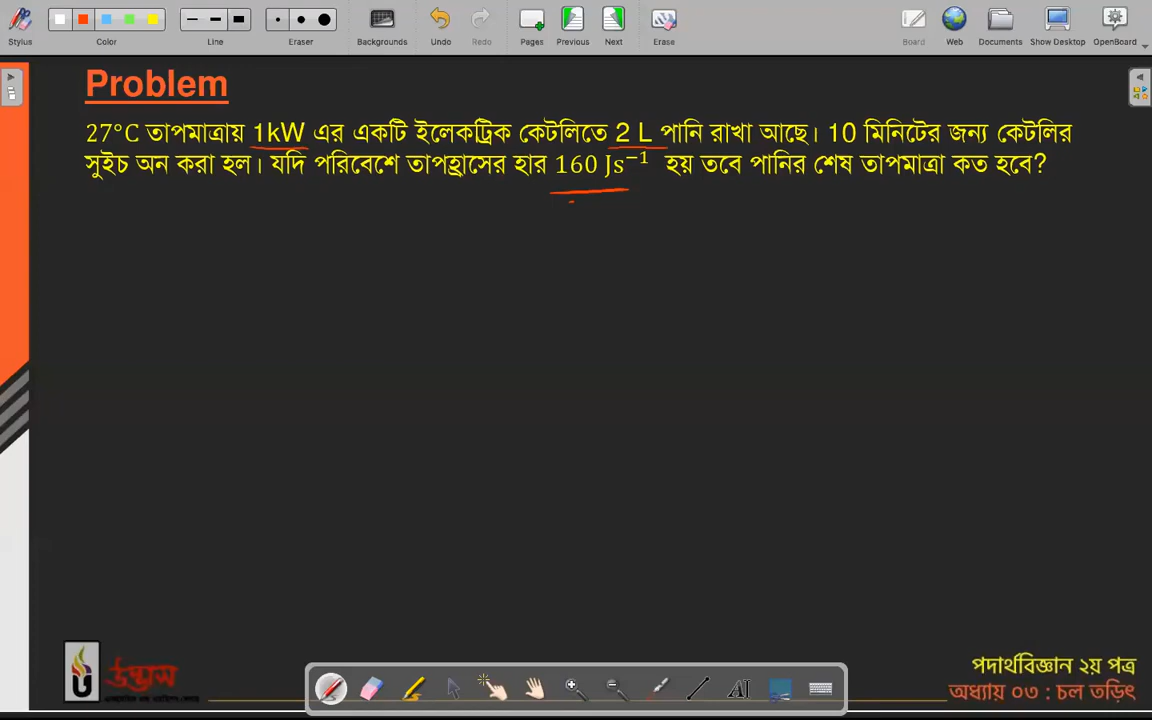 Stylus
Color
Line
Eraser
Backgrounds
Undo
Redo
Pages
Previous
Next
Erase
Board
Web
Documents
Show Desktop
OpenBoard
Problem
27°C তাপমাত্রায় 1kW এর একটি ইলেকট্রিক কেটলিতে 2 L পানি রাখা আছে। 10 মিনিটের জন্য কেটলির
সুইচ অন করা হল। যদি পরিবেশে তাপহ্রাসের হার 160 Js⁻¹ হয় তবে পানির শেষ তাপমাত্রা কত হবে?
উদ্ভাস
পদার্থবিজ্ঞান ২য় পত্র
অধ্যায় ০৩ : চল তড়িৎ